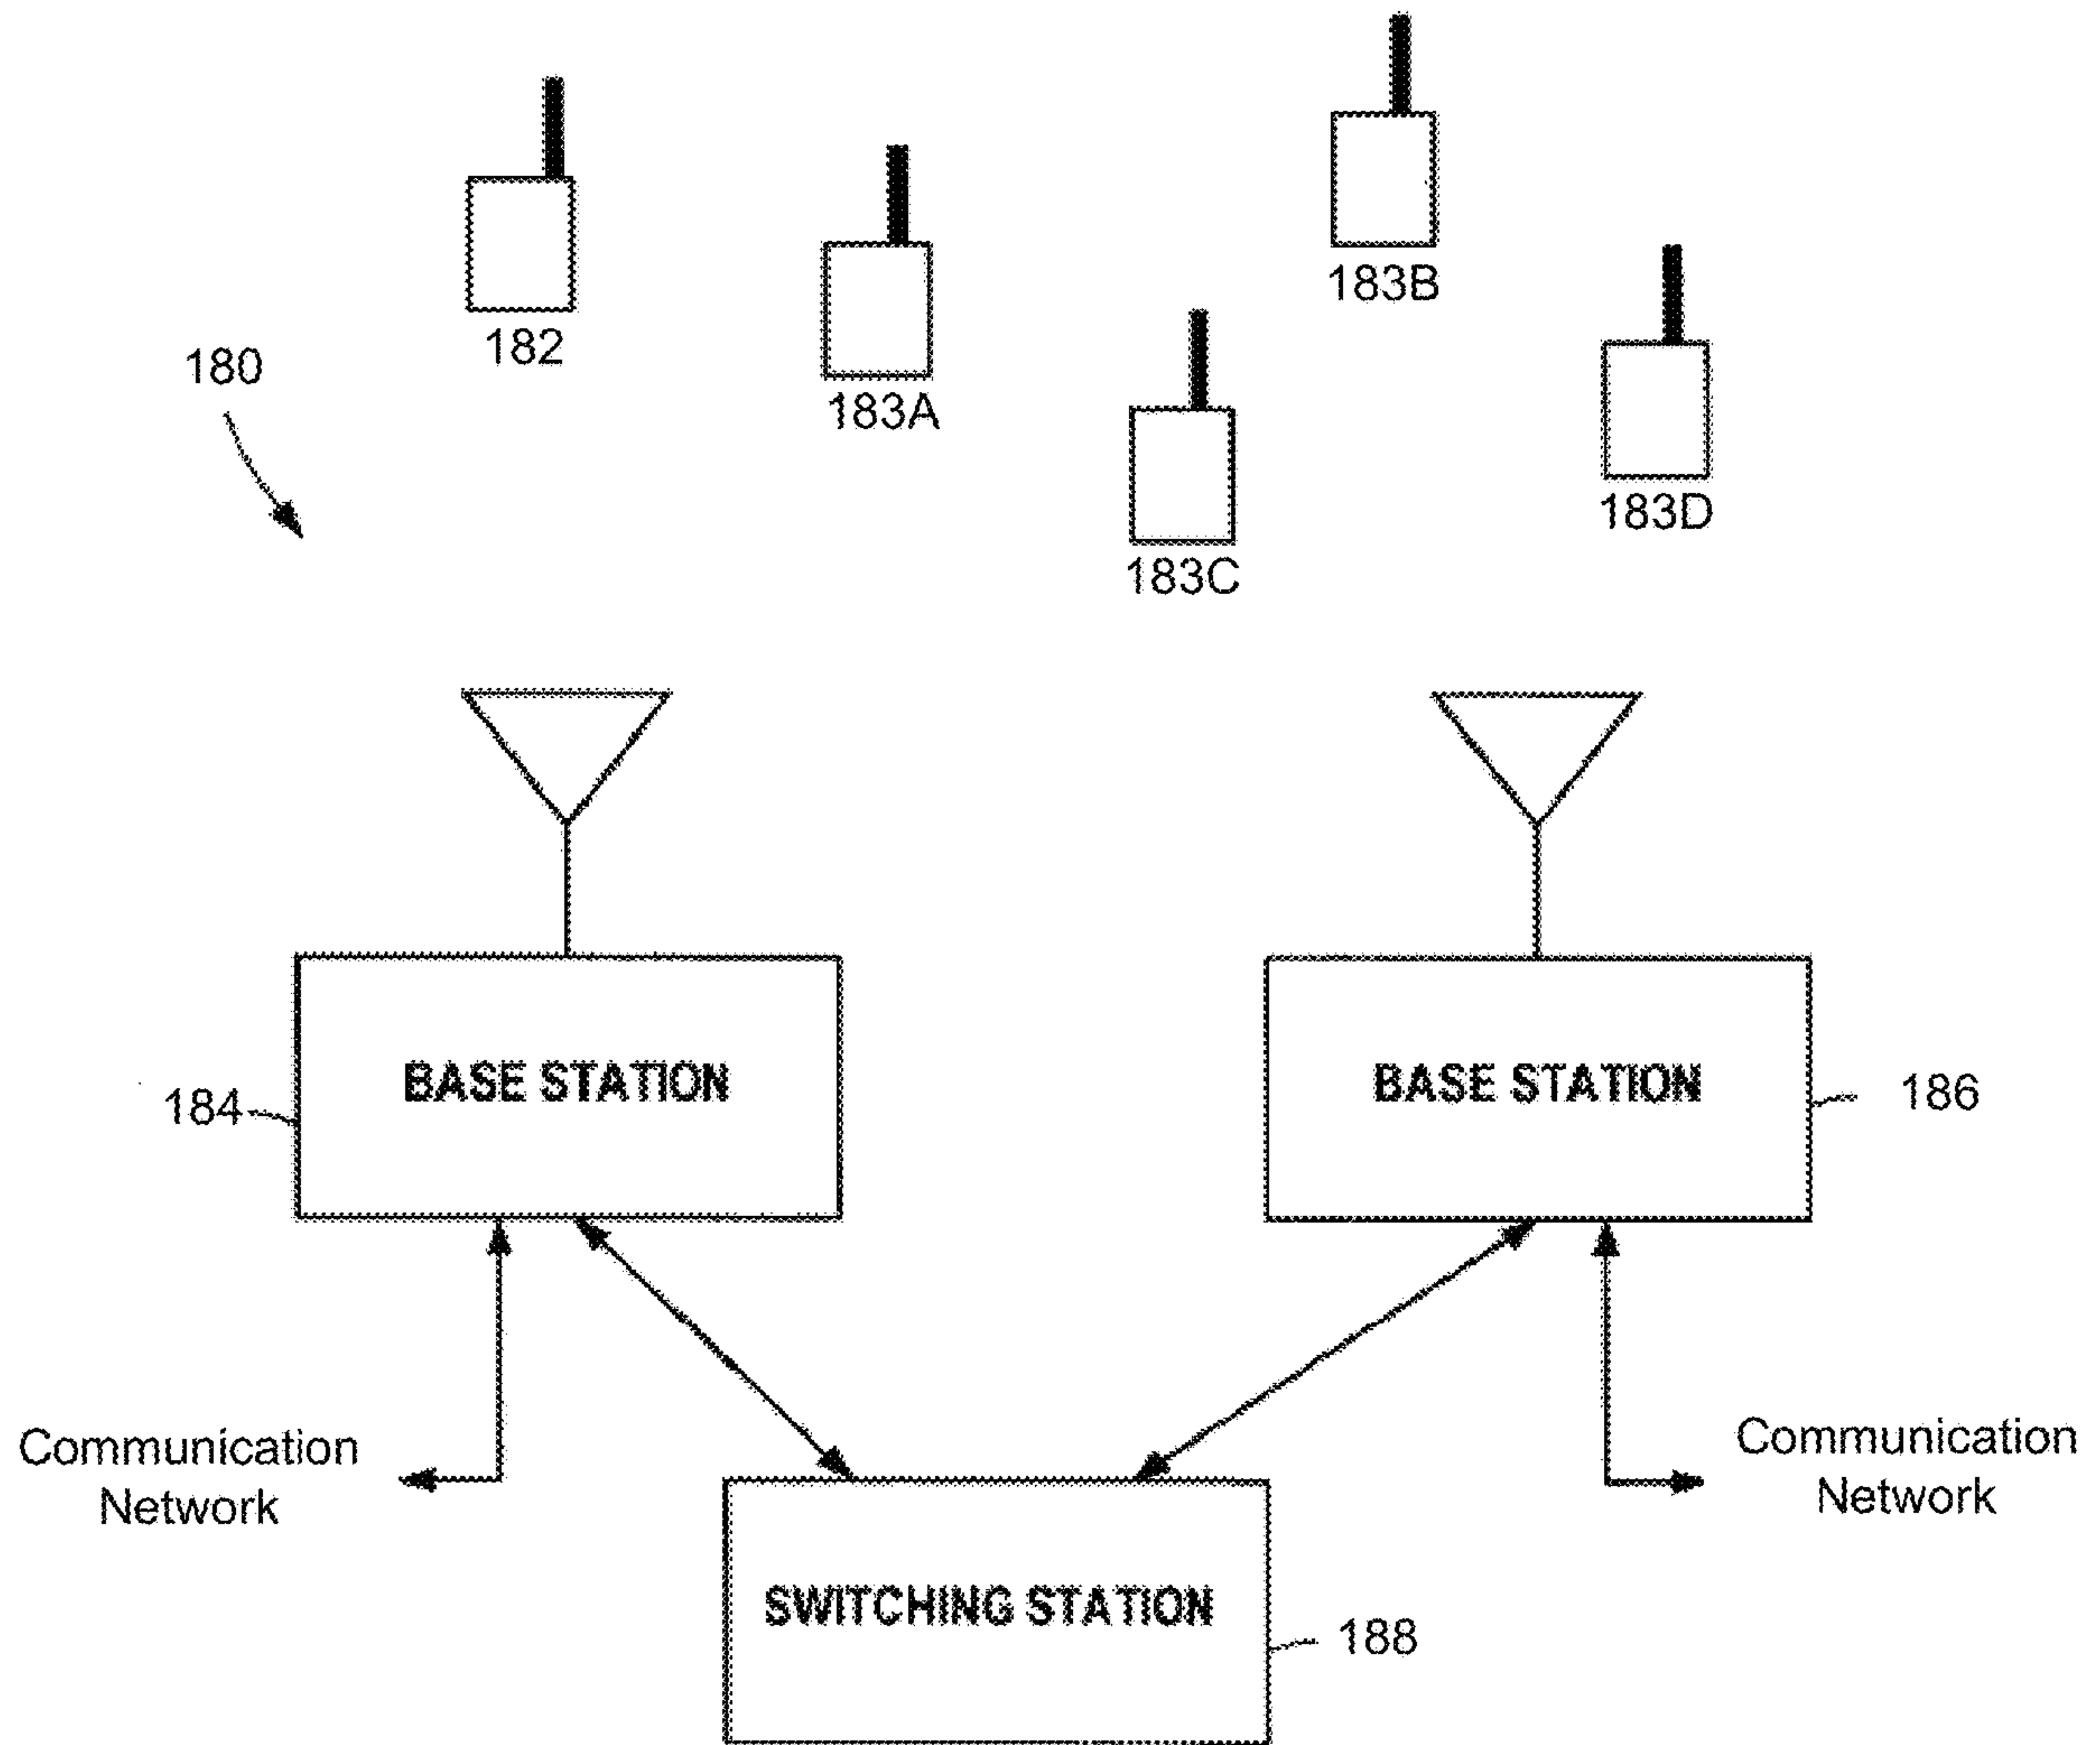 183B
182
180
183A
183D
183C
BASE STATION
BASE STATION
184
186
Communication
Network
Communication
Network
SWITCHING STATION
188